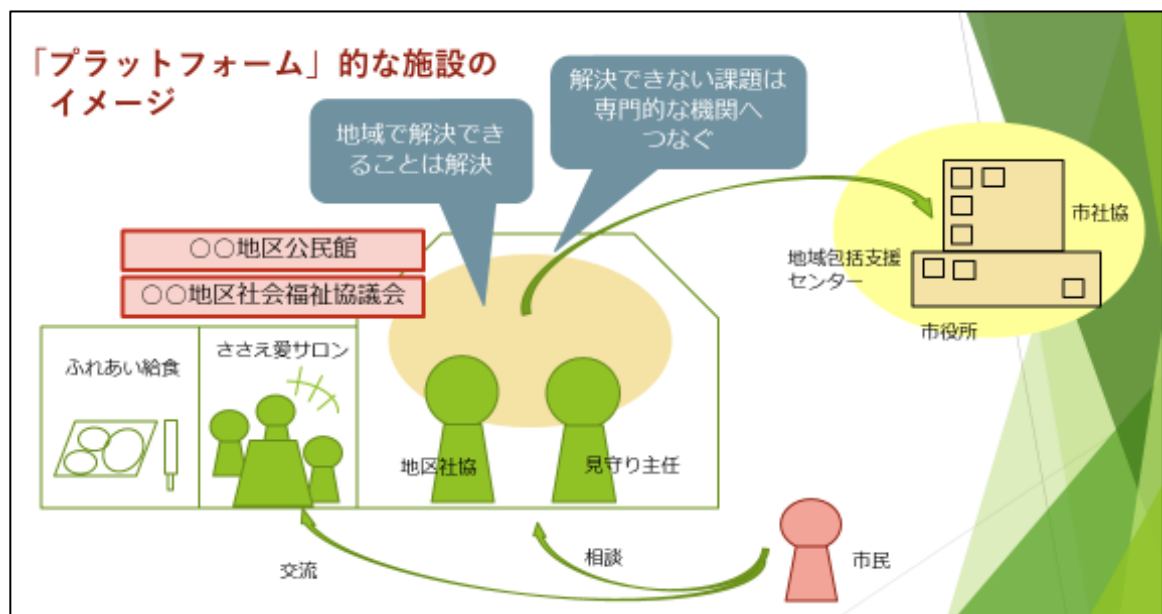 「プラットフォーム」的な施設の
イメージ
解決できない課題は
専門的な機関へ
つなぐ
地域で解決でき
ることは解決
市社協
地域包括支援
センター
市役所
○○地区公民館
○○地区社会福祉協議会
ふれあい給食
ささえ愛サロン
地区社協
見守り主任
交流
相談
市民